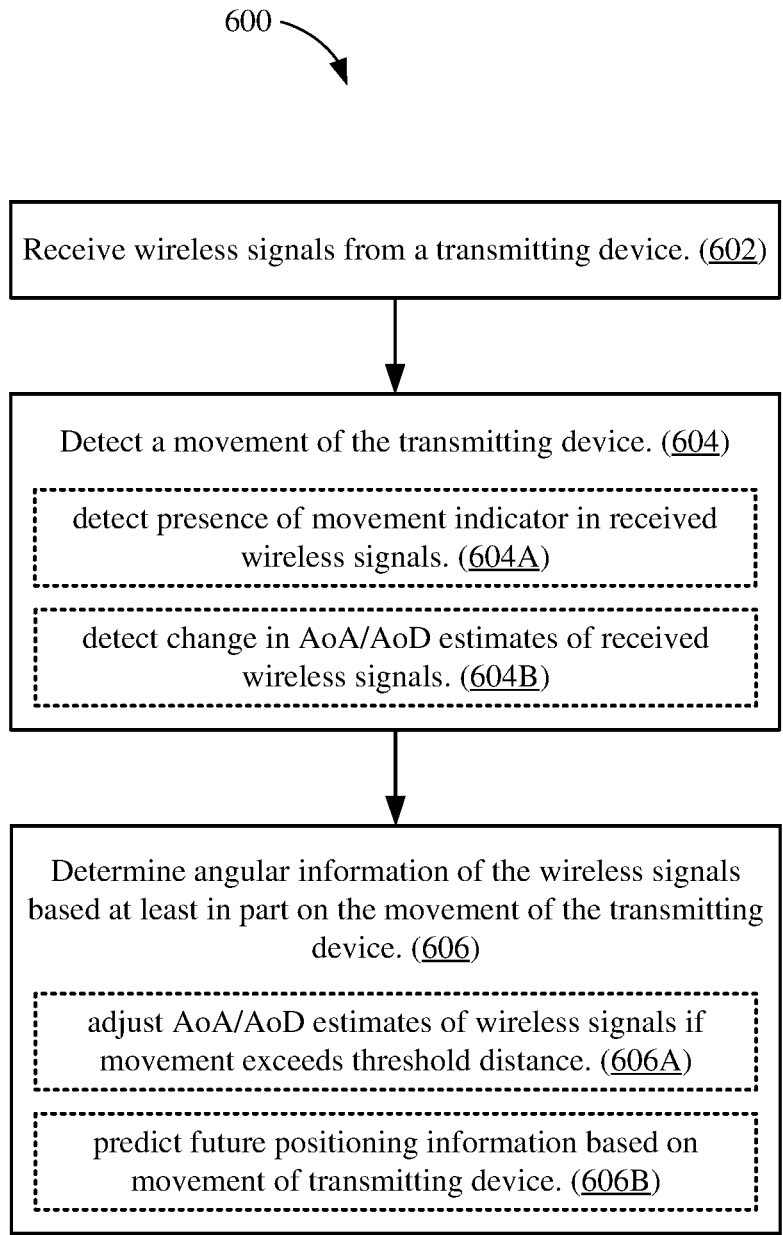 600
Receive wireless signals from a transmitting device. (602)
Detect a movement of the transmitting device. (604)
detect presence of movement indicator in received
wireless signals. (604A)
detect change in AoA/AoD estimates of received
wireless signals. (604B)
Determine angular information of the wireless signals
based at least in part on the movement of the transmitting
device. (606)
adjust AoA/AoD estimates of wireless signals if
movement exceeds threshold distance. (606A)
predict future positioning information based on
movement of transmitting device. (606B)